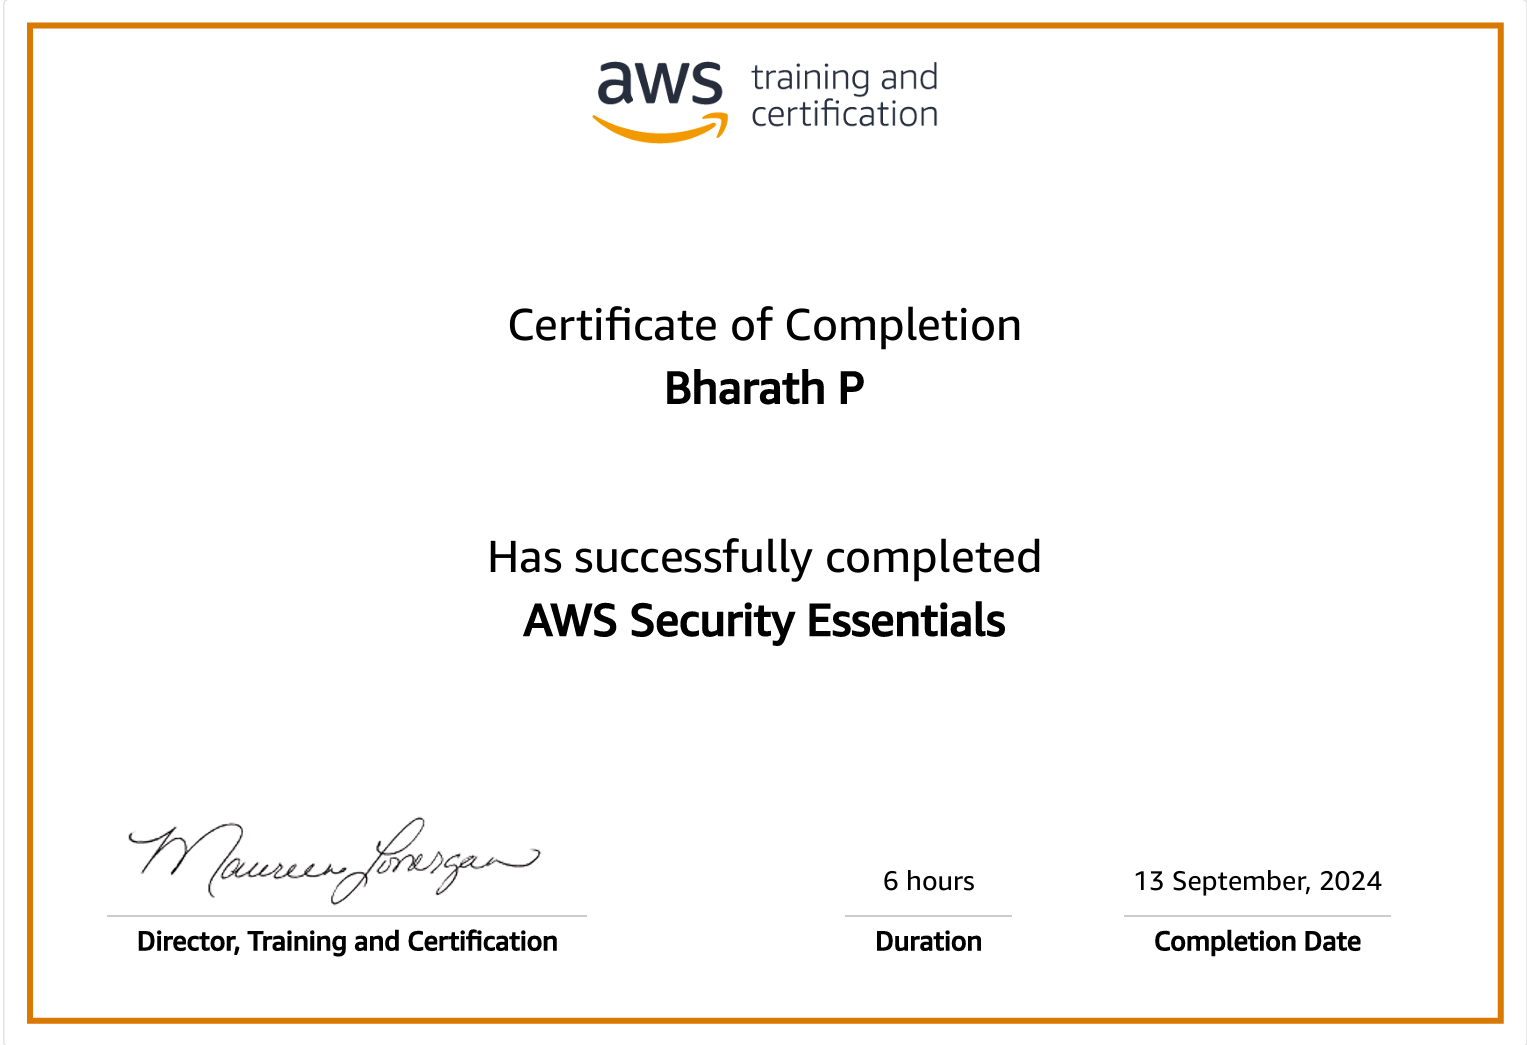 aws training and
certification
Certificate of Completion
Bharath P
Has successfully completed
AWS Security Essentials
Maureen Lonergan
Director, Training and Certification
6 hours
Duration
13 September, 2024
Completion Date